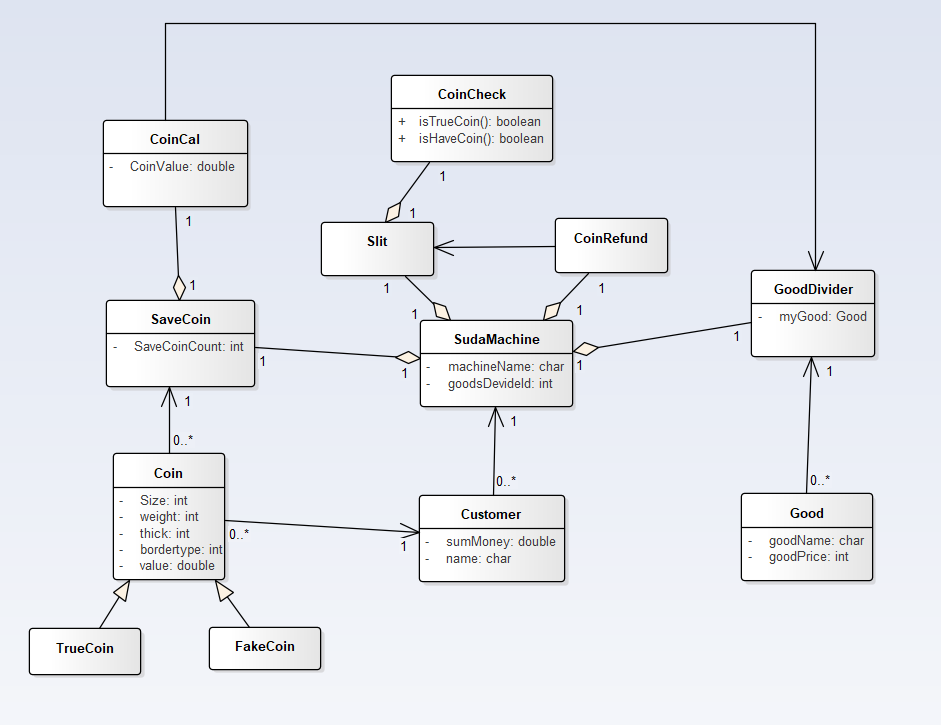 CoinCheck
+ isTrueCoin(): boolean
+ isHaveCoin(): boolean
1
CoinCal
- CoinValue: double
1
1
Slit
1
CoinRefund
1
GoodDivider
- myGood: Good
1
1
SaveCoin
- SaveCoinCount: int
1
1
1
1
SudaMachine
- machineName: char
- goodsDevideId: int
1
1
1
1
0..*
1
0..*
1
0..*
Coin
- Size: int
- weight: int
- thick: int
- bordertype: int
- value: double
0..*
1
Customer
- sumMoney: double
- name: char
Good
- goodName: char
- goodPrice: int
TrueCoin
FakeCoin